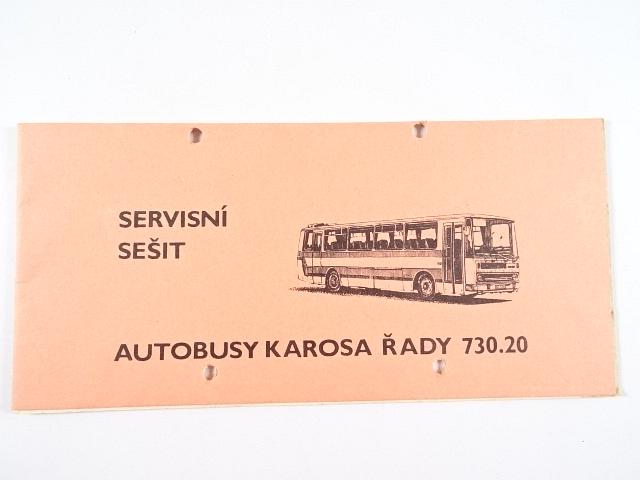 SERVISNÍ
SEŠIT
AUTOBUSY KAROSA ŘADY 730.20